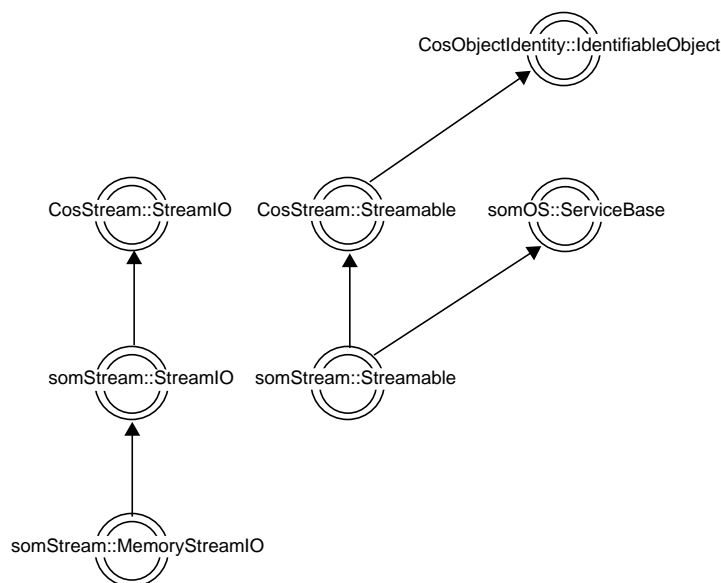 CosObjectIdentity::IdentifiableObject
CosStream::StreamIO
CosStream::Streamable
somOS::ServiceBase
somStream::StreamIO
somStream::Streamable
somStream::MemoryStreamIO